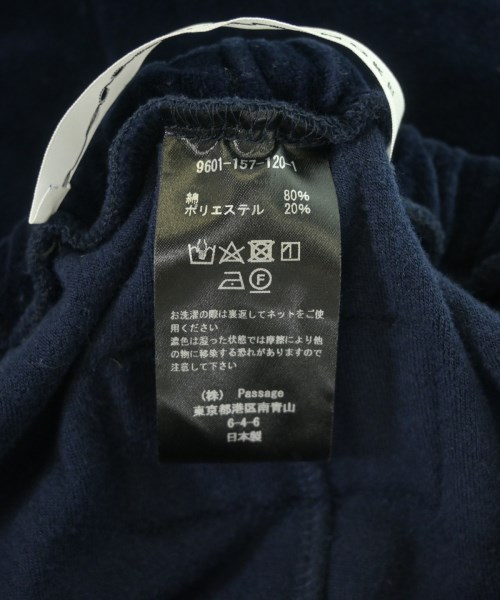 9601-157-120-1
綿 80%
ポリエステル 20%
F
お洗濯の際は裏返してネットをご使
用ください
濃色は湿った状態では摩擦により他
の物に移染する恐れがありますので
注意して下さい
(株) Passage
東京都港区南青山
6-4-6
日本製